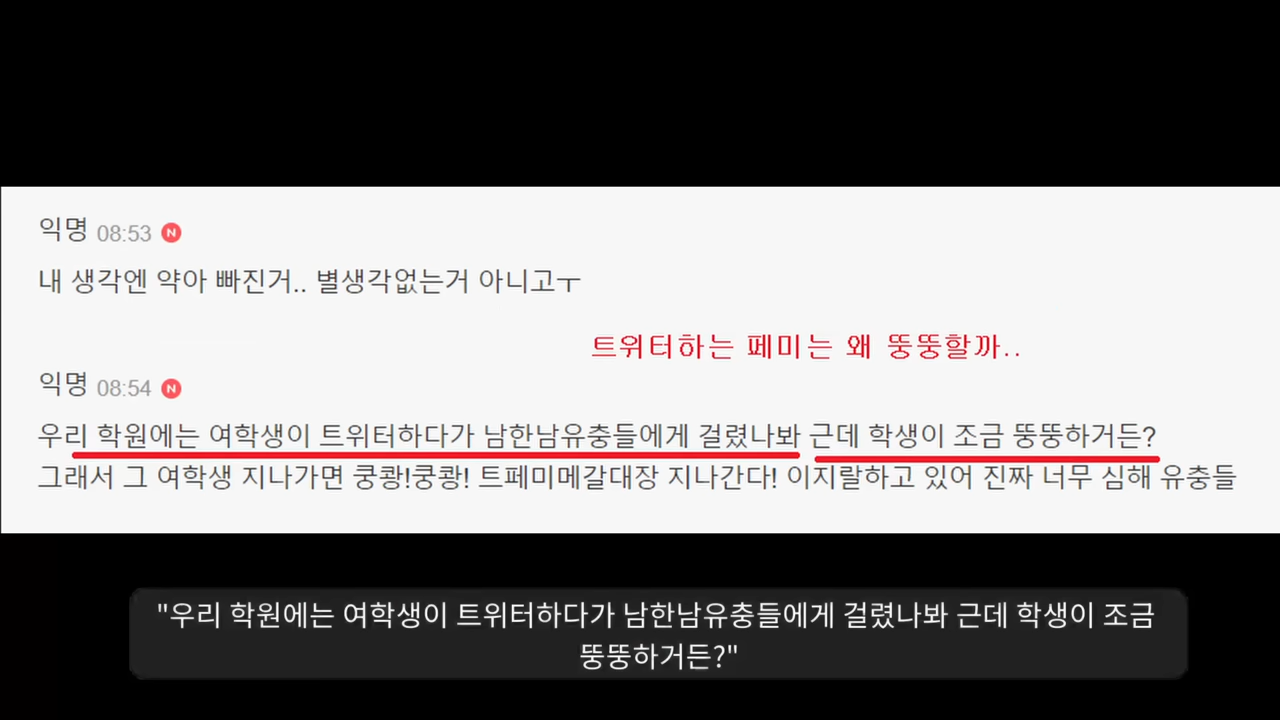 익명 08:53 N
내 생각엔 약아 빠진거.. 별생각없는거 아니고ㅜ
트위터하는 페미는 왜 뚱뚱할까..
익명 08:54 N
우리 학원에는 여학생이 트위터하다가 남한남유충들에게 걸렸나봐 근데 학생이 조금 뚱뚱하거든?
그래서 그 여학생 지나가면 쿵쾅!쿵쾅! 트페미메갈대장 지나간다! 이지랄하고 있어 진짜 너무 심해 유충들
"우리 학원에는 여학생이 트위터하다가 남한남유충들에게 걸렸나봐 근데 학생이 조금
뚱뚱하거든?"